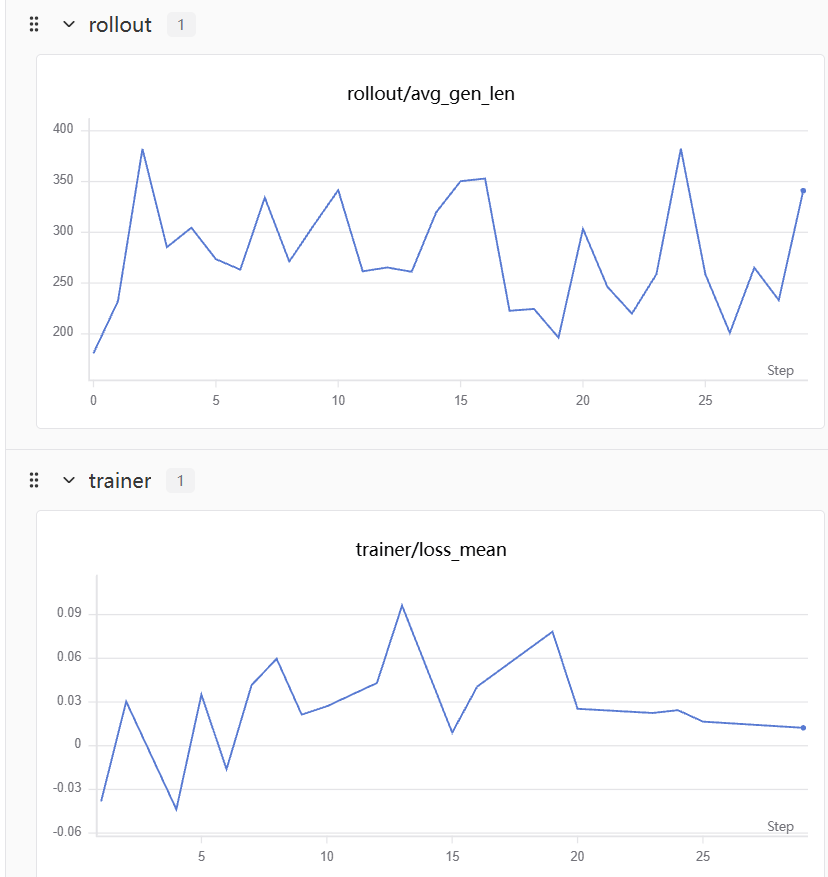 rollout 1
rollout/avg_gen_len
400
350
300
250
200
Step
0 5 10 15 20 25
trainer 1
trainer/loss_mean
0.09
0.06
0.03
0
-0.03
-0.06
Step
5 10 15 20 25